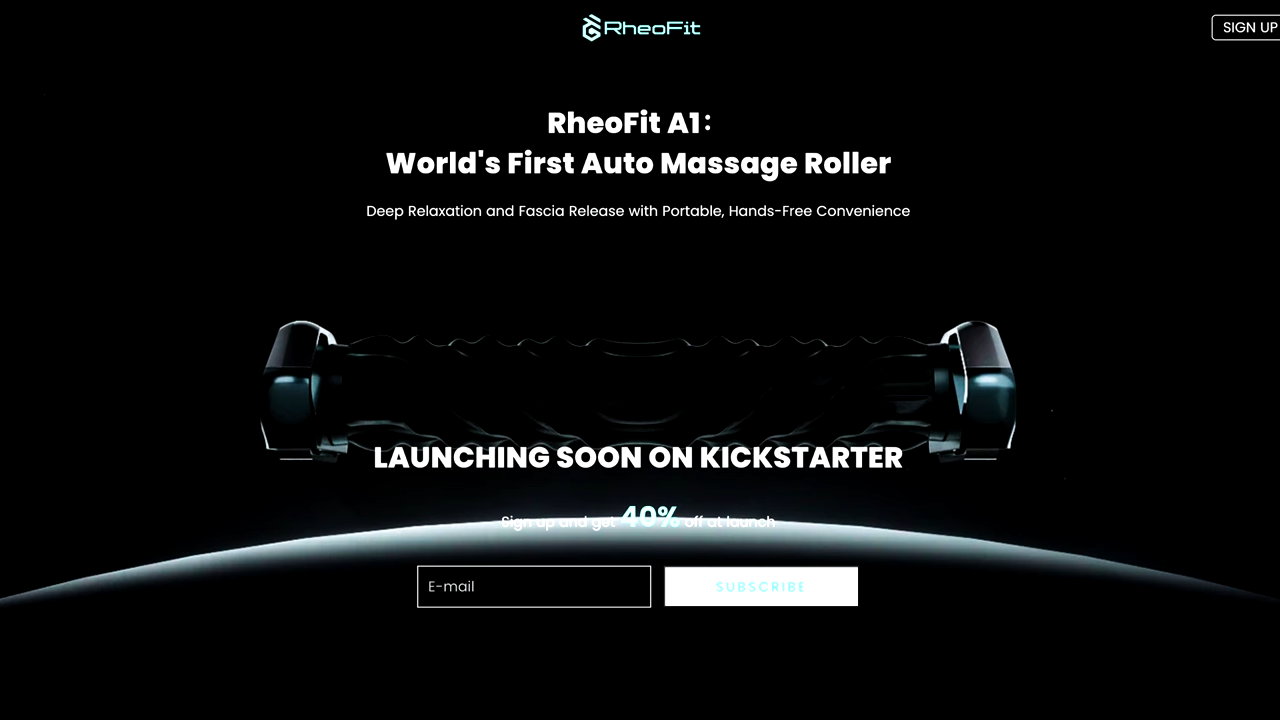 RheoFit
SIGN UP
RheoFit A1:
World's First Auto Massage Roller
Deep Relaxation and Fascia Release with Portable, Hands-Free Convenience
LAUNCHING SOON ON KICKSTARTER
Sign up and get 40% off at launch
E-mail
SUBSCRIBE